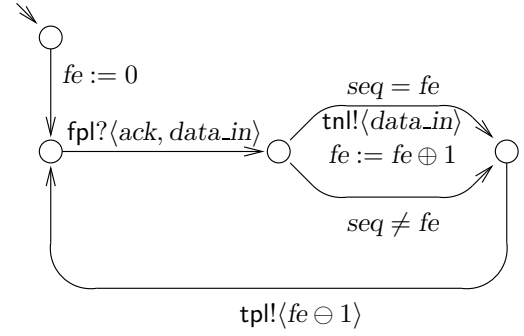 fe := 0
fpl?⟨ack, data_in⟩
seq = fe
tnl!⟨data_in⟩
fe := fe ⊕ 1
seq ≠ fe
tpl!⟨fe ⊖ 1⟩